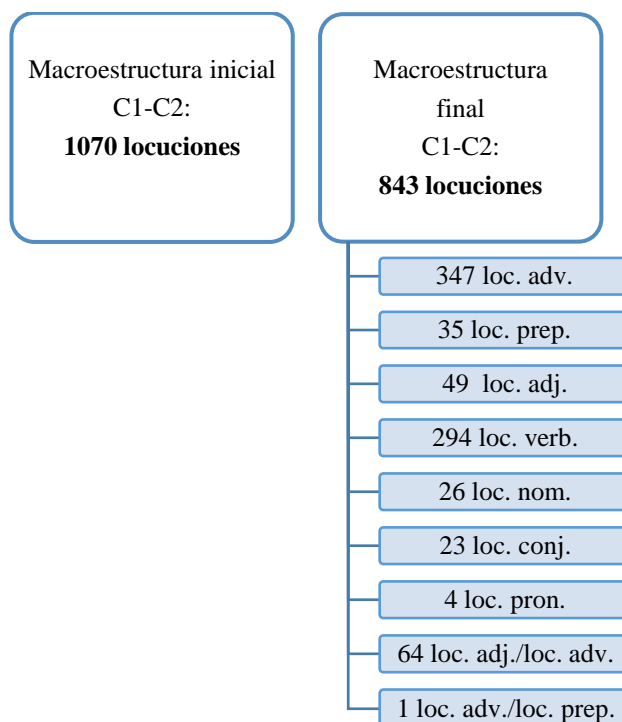 Macroestructura inicial
C1-C2:
1070 locuciones
Macroestructura
final
C1-C2:
843 locuciones
347 loc. adv.
35 loc. prep.
49 loc. adj.
294 loc. verb.
26 loc. nom.
23 loc. conj.
4 loc. pron.
64 loc. adj./loc. adv.
1 loc. adv./loc. prep.